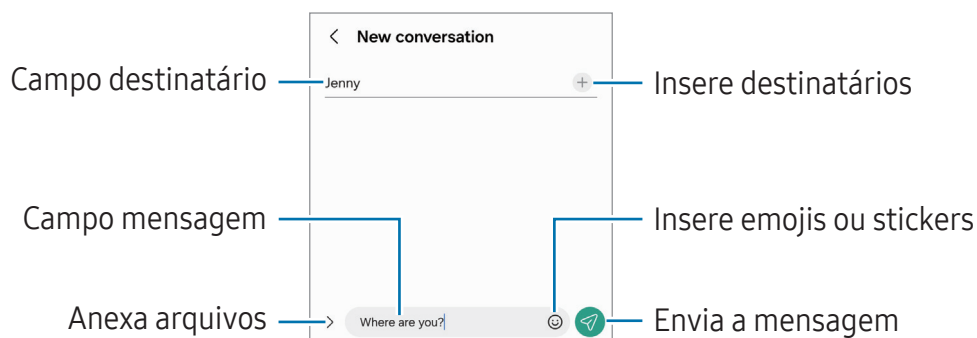 New conversation
Campo destinatário
Jenny
Insere destinatários
Campo mensagem
Insere emojis ou stickers
Anexa arquivos
Where are you?
Envia a mensagem